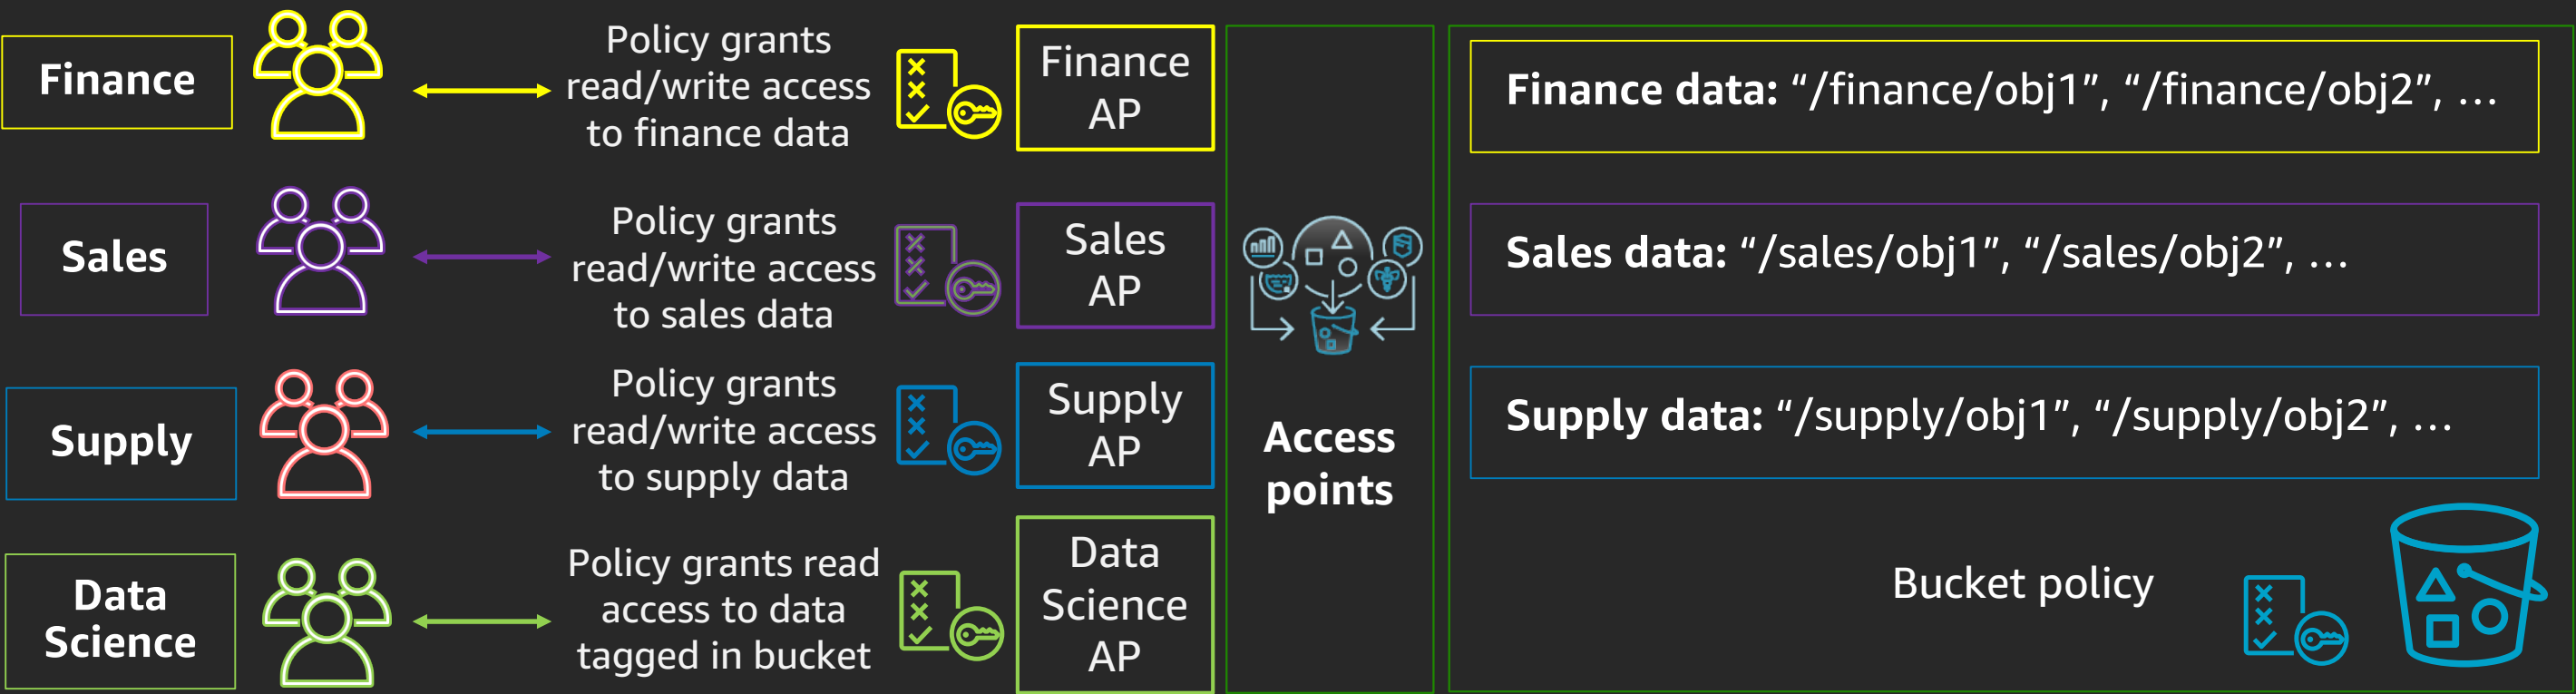 Finance
Policy grants
read/write access
to finance data
Finance
AP
Finance data: “/finance/obj1”, “/finance/obj2”, …
Sales
Policy grants
read/write access
to sales data
Sales
AP
Sales data: “/sales/obj1”, “/sales/obj2”, …
Supply
Policy grants
read/write access
to supply data
Supply
AP
Supply data: “/supply/obj1”, “/supply/obj2”, …
Data
Science
Policy grants read
access to data
tagged in bucket
Data
Science
AP
Access
points
Bucket policy